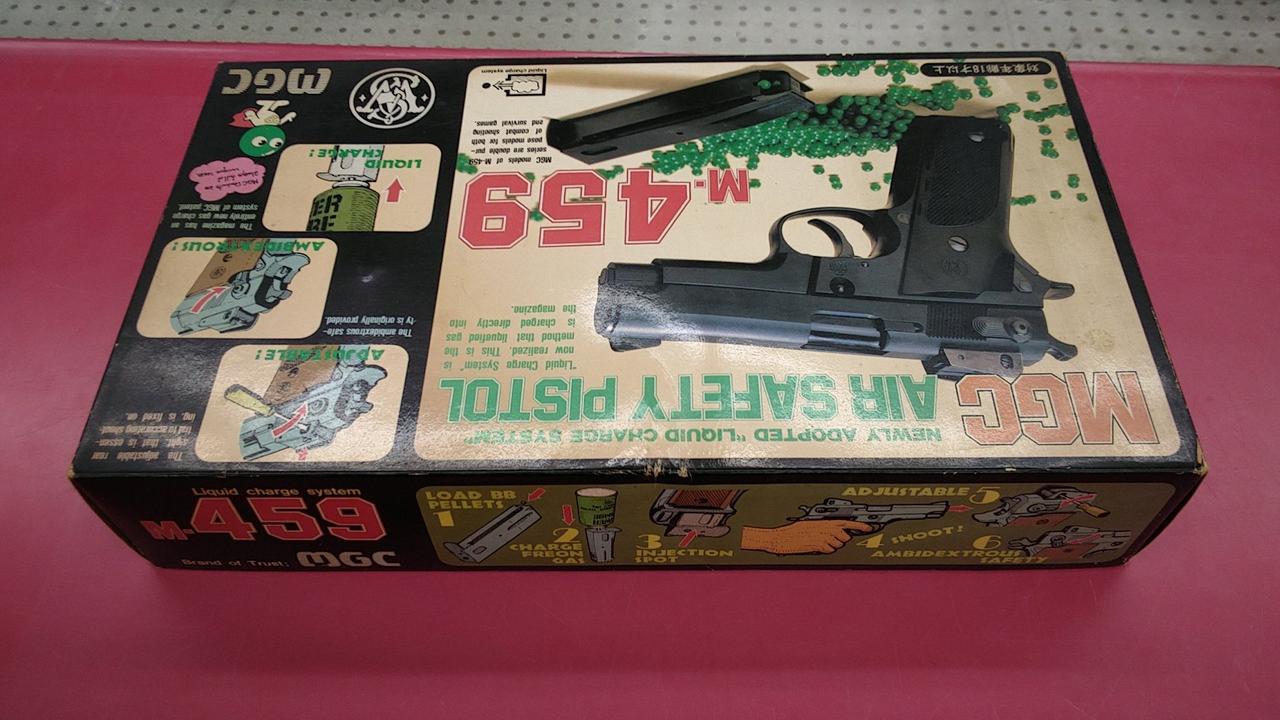 MGC
AIR SAFETY PISTOL
NEWLY ADOPTED "LIQUID CHARGE SYSTEM"
"Liquid Charge System" is
now realized. This is the
method that liquefied gas
is charged directly into
the magazine.
M-459
MGC models of M-459
series are double pur-
pose models for both
of combat shooting
and survival games.
Liquid charge system
対象年齢18才以上
The adjustable rear
sight, that is essen-
tial to accurating shoot-
ing, is fixed on.
ADJUSTABLE!
The ambidextrous safe-
ty is originally provided.
AMBIDEXTROUS!
The magazine has an
entirely new gas charge
system of MGC patent.
LIQUID
CHARGE!
MGC
Liquid charge system
M-459
Brand of Trust: MGC
LOAD BB
PELLETS
1
2
CHARGE
FREON
GAS
3
INJECTION
SPOT
4 SHOOT!
ADJUSTABLE 5
6
AMBIDEXTROUS
SAFETY